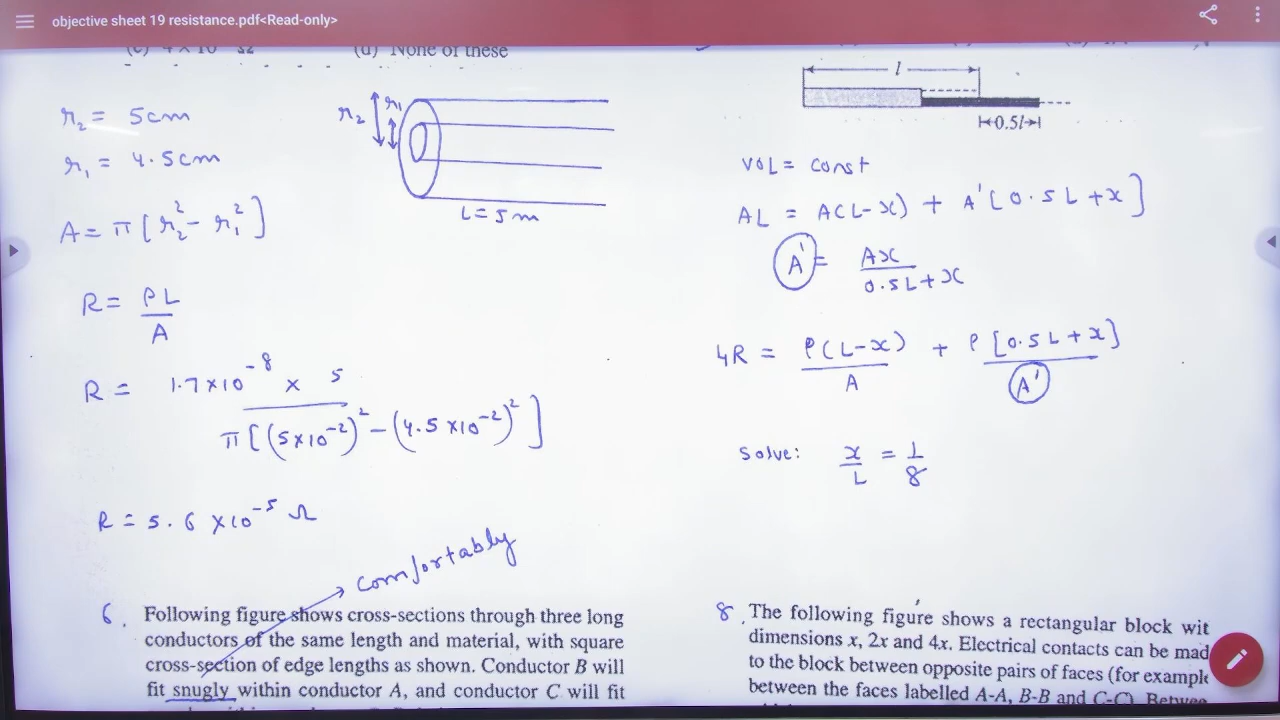 objective sheet 19 resistance.pdf<Read-only>
(d) None of these
r₂ = 5cm
r₁ = 4.5cm
A = π[r₂² - r₁²]
r₂ r₁
L = 5m
R = ρL/A
R = 1.7×10⁻⁸ × 5 / π[(5×10⁻²)² - (4.5×10⁻²)²]
R = 5.6 × 10⁻⁵ Ω
comfortably
6. Following figure shows cross-sections through three long
conductors of the same length and material, with square
cross-section of edge lengths as shown. Conductor B will
fit snugly within conductor A, and conductor C will fit
l
0.5l
VOL = const
AL = A(L-x) + A'[0.5L+x]
A' = Ax / 0.5L+x
4R = ρ(L-x)/A + ρ[0.5L+x]/A'
Solve: x/L = 1/8
8. The following figure shows a rectangular block wit
dimensions x, 2x and 4x. Electrical contacts can be mad
to the block between opposite pairs of faces (for example
between the faces labelled A-A, B-B and C-C). Betwee